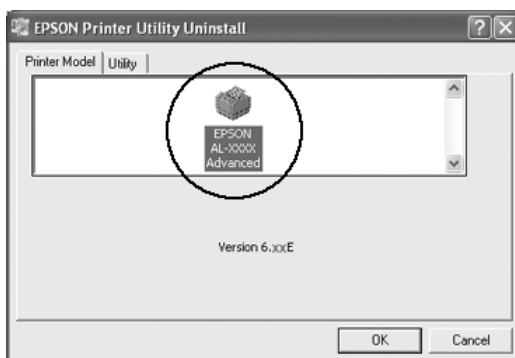 EPSON Printer Utility Uninstall
Printer Model Utility
EPSON
AL-XXXX
Advanced
Version 6.xxE
OK Cancel